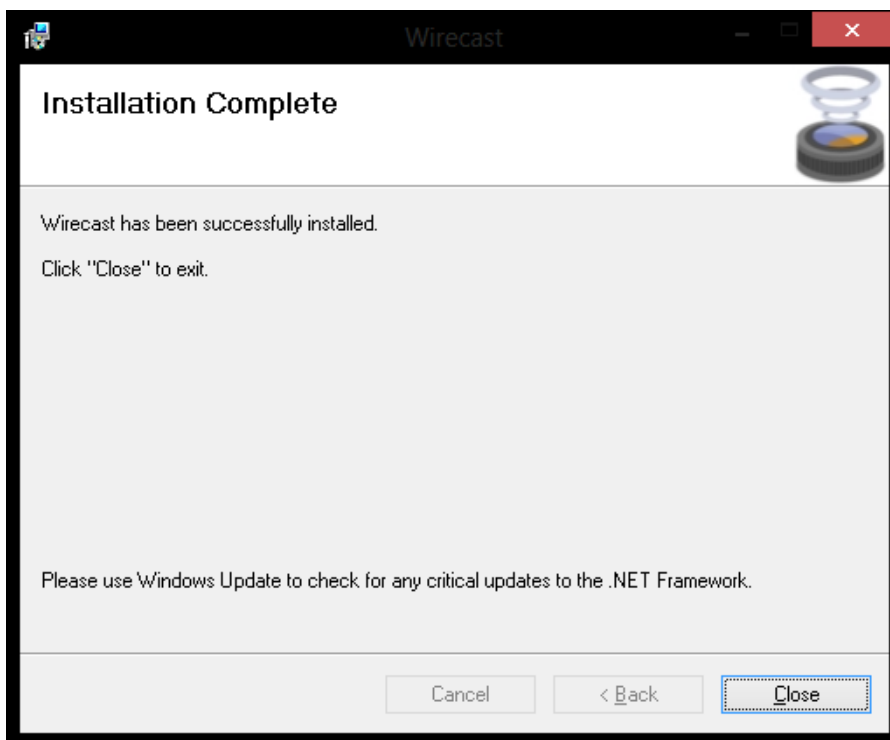 Wirecast
Installation Complete
Wirecast has been successfully installed.
Click "Close" to exit.
Please use Windows Update to check for any critical updates to the .NET Framework.
Cancel
< Back
Close